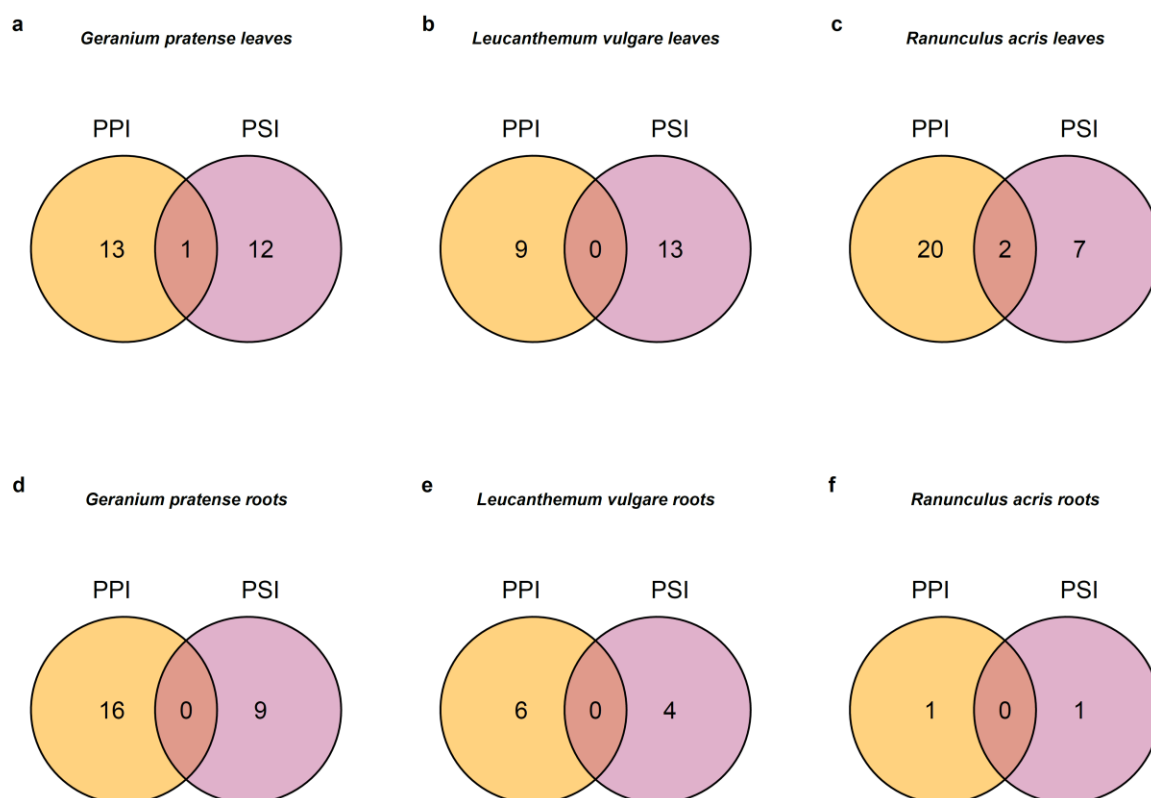 a Geranium pratense leaves
b Leucanthemum vulgare leaves
c Ranunculus acris leaves
PPI PSI
PPI PSI
PPI PSI
13 1 12
9 0 13
20 2 7
d Geranium pratense roots
e Leucanthemum vulgare roots
f Ranunculus acris roots
PPI PSI
PPI PSI
PPI PSI
16 0 9
6 0 4
1 0 1